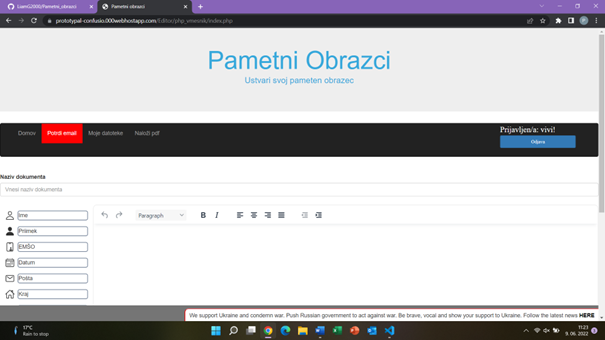 LiamG2000/Pametni_obrazci
Pametni obrazci
prototypal-confusio.000webhostapp.com/Editor/php_vmesnik/index.php
Pametni Obrazci
Ustvari svoj pameten obrazec
Domov Potrdi email Moje datoteke Naloži pdf
Prijavljen/a: vivi!
Odjava
Naziv dokumenta
Vnesi naziv dokumenta
Ime
Paragraph B I
Priimek
EMŠO
Datum
Pošta
Kraj
We support Ukraine and condemn war. Push Russian government to act against war. Be brave, vocal and show your support to Ukraine. Follow the latest news HERE
17°C
Rain to stop
11:23
9. 06. 2022